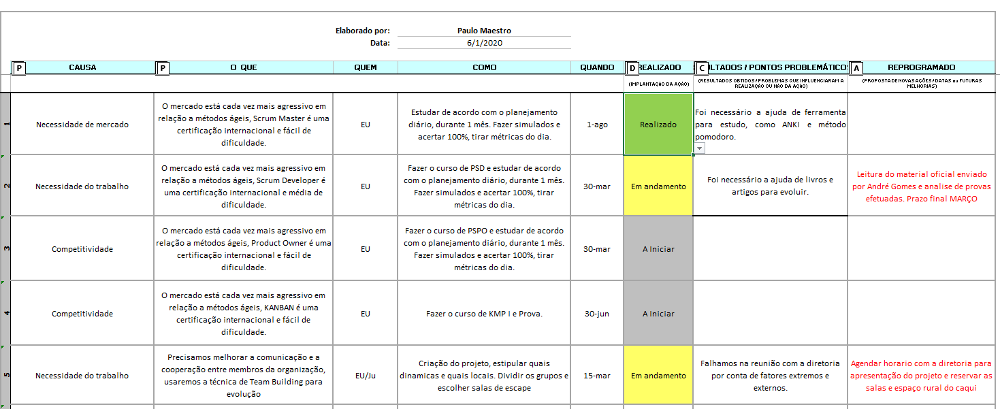 Elaborado por: Paulo Maestro
Data: 6/1/2020
P CAUSA P O QUE QUEM COMO QUANDO D REALIZADO C ULTADOS / PONTOS PROBLEMÁTICO A REPROGRAMADO
(IMPLANTAÇÃO DA AÇÃO)
(RESULTADOS OBTIDOS / PROBLEMAS QUE INFLUENCIARAM A
REALIZAÇÃO OU NÃO DA AÇÃO)
(PROPOSTA DE NOVAS AÇÕES / DATAS ou FUTURAS
MELHORIAS)
1
Necessidade de mercado
O mercado está cada vez mais agressivo em
relação a métodos ágeis, Scrum Master é uma
certificação internacional e fácil de
dificuldade.
EU
Estudar de acordo com o planejamento
diário, durante 1 mês. Fazer simulados e
acertar 100%, tirar métricas do dia.
1-ago
Realizado
Foi necessário a ajuda de ferramenta
para estudo, como ANKI e método
pomodoro.
2
Necessidade do trabalho
O mercado está cada vez mais agressivo em
relação a métodos ágeis, Scrum Developer é
uma certificação internacional e média de
dificuldade.
EU
Fazer o curso de PSD e estudar de acordo
com o planejamento diário, durante 1 mês.
Fazer simulados e acertar 100%, tirar
métricas do dia.
30-mar
Em andamento
Foi necessário a ajuda de livros e
artigos para evoluir.
Leitura do material oficial enviado
por André Gomes e analise de provas
efetuadas. Prazo final MARÇO
3
Competitividade
O mercado está cada vez mais agressivo em
relação a métodos ágeis, Product Owner é uma
certificação internacional e fácil de
dificuldade.
EU
Fazer o curso de PSPO e estudar de acordo
com o planejamento diário, durante 1 mês.
Fazer simulados e acertar 100%, tirar
métricas do dia.
30-mar
A Iniciar
4
Competitividade
O mercado está cada vez mais agressivo em
relação a métodos ágeis, KANBAN é uma
certificação internacional e fácil de
dificuldade.
EU
Fazer o curso de KMP I e Prova.
30-jun
A Iniciar
5
Necessidade do trabalho
Precisamos melhorar a comunicação e a
cooperação entre membros da organização,
usaremos a técnica de Team Building para
evolução
EU/Ju
Criação do projeto, estipular quais
dinamicas e quais locais. Dividir os grupos e
escolher salas de escape
15-mar
Em andamento
Falhamos na reunião com a diretoria
por conta de fatores extremos e
externos.
Agendar horario com a diretoria para
apresentação do projeto e reservar as
salas e espaço rural do caqui